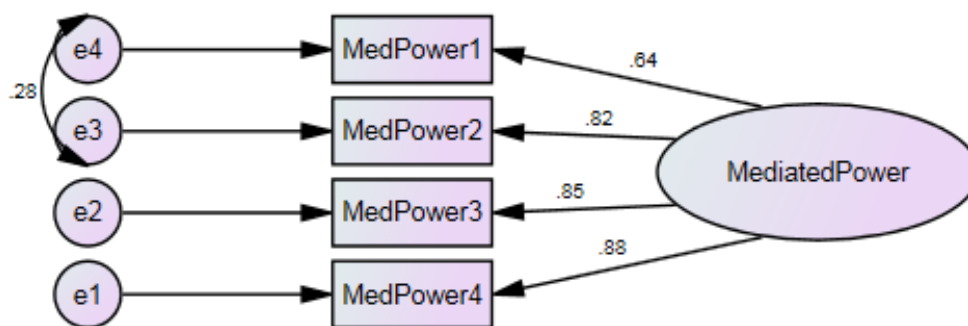 e4 MedPower1
.64
.28
e3 MedPower2 .82
MediatedPower
e2 MedPower3 .85
.88
e1 MedPower4